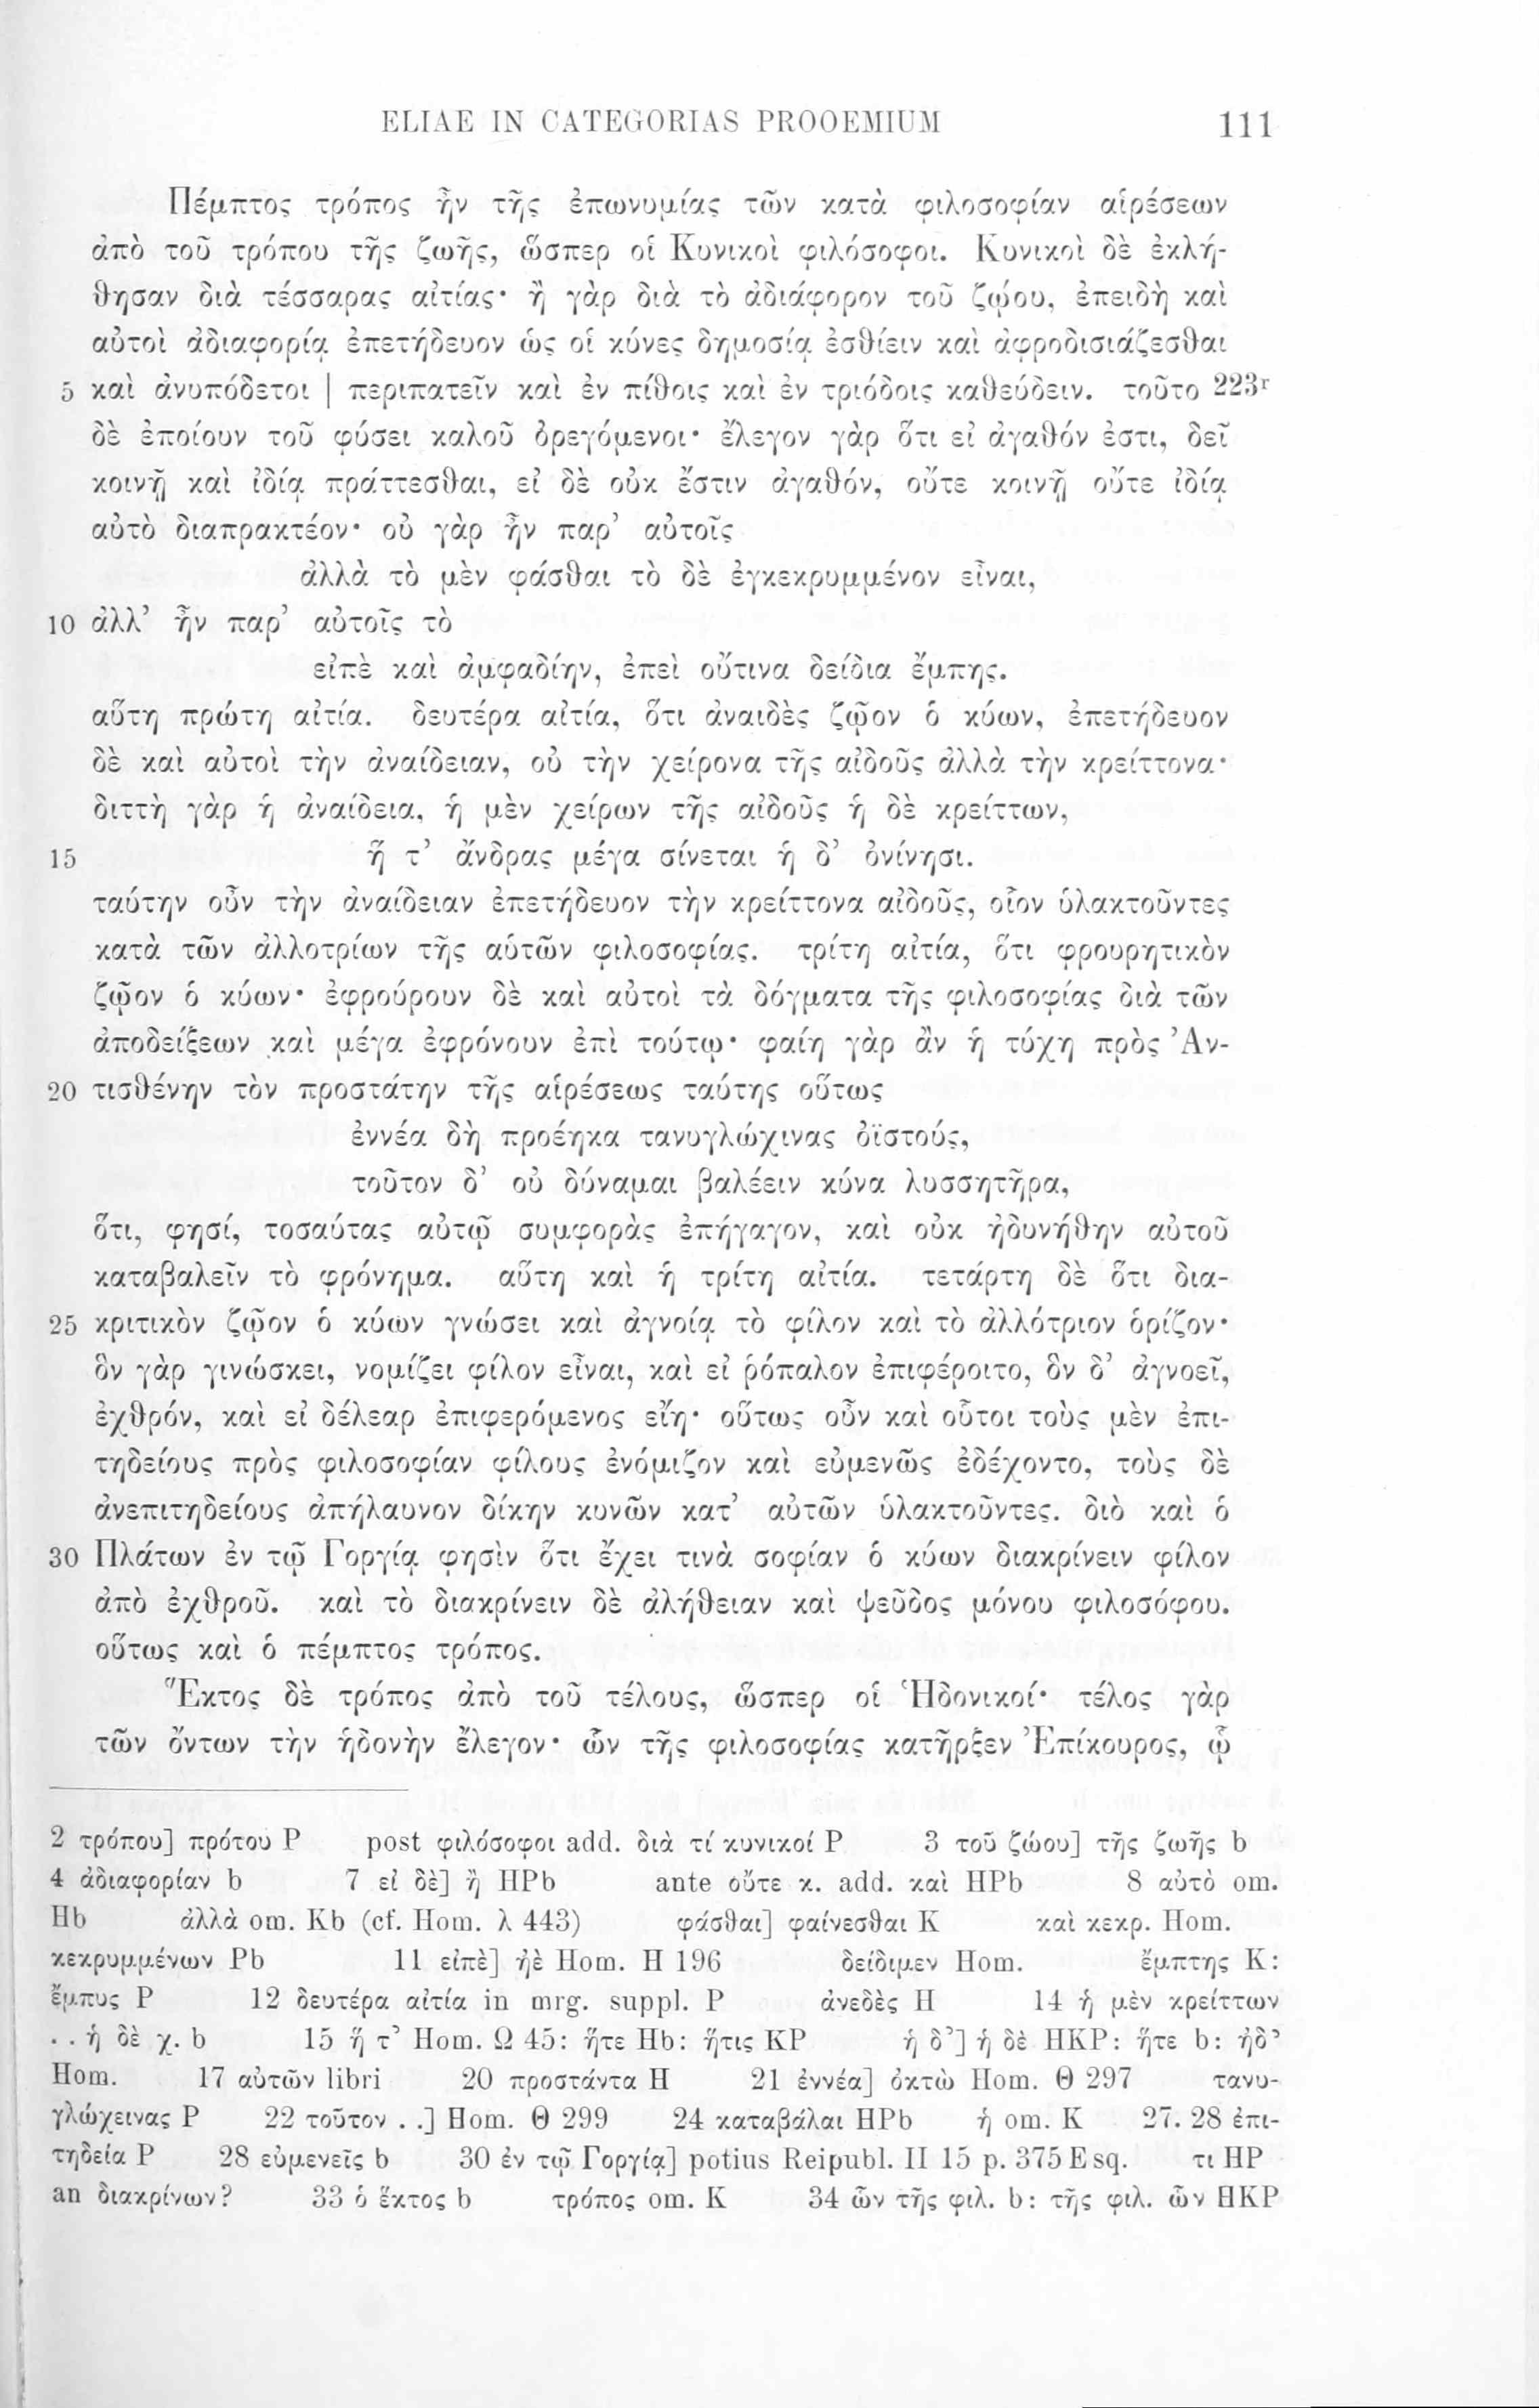 ELIAE IN CATEGORIAS PROOEMIUM 111
Πέμπτος τρόπος ἦν τῆς ἐπωνυμίας τῶν κατὰ φιλοσοφίαν αἱρέσεων
ἀπὸ τοῦ τρόπου τῆς ζωῆς, ὥσπερ οἱ Κυνικοὶ φιλόσοφοι. Κυνικοὶ δὲ ἐκλή-
θησαν διὰ τέσσαρας αἰτίας· ἢ γὰρ διὰ τὸ ἀδιάφορον τοῦ ζῴου, ἐπειδὴ καὶ
αὐτοὶ ἀδιαφορίᾳ ἐπετήδευον ὡς οἱ κύνες δημοσίᾳ ἐσθίειν καὶ ἀφροδισιάζεσθαι
5 καὶ ἀνυπόδετοι | περιπατεῖν καὶ ἐν πίθοις καὶ ἐν τριόδοις καθεύδειν. τοῦτο 223r
δὲ ἐποίουν τοῦ φύσει καλοῦ ὀρεγόμενοι· ἔλεγον γὰρ ὅτι εἰ ἀγαθόν ἐστι, δεῖ
κοινῇ καὶ ἰδίᾳ πράττεσθαι, εἰ δὲ οὐκ ἔστιν ἀγαθόν, οὔτε κοινῇ οὔτε ἰδίᾳ
αὐτὸ διαπρακτέον· οὐ γὰρ ἦν παρ’ αὐτοῖς
ἀλλὰ τὸ μὲν φάσθαι τὸ δὲ ἐγκεκρυμμένον εἶναι,
10 ἀλλ’ ἦν παρ’ αὐτοῖς τὸ
εἰπὲ καὶ ἀμφαδίην, ἐπεὶ οὔτινα δείδια ἔμπης.
αὕτη πρώτη αἰτία. δευτέρα αἰτία, ὅτι ἀναιδὲς ζῷον ὁ κύων, ἐπετήδευον
δὲ καὶ αὐτοὶ τὴν ἀναίδειαν, οὐ τὴν χείρονα τῆς αἰδοῦς ἀλλὰ τὴν κρείττονα·
διττὴ γὰρ ἡ ἀναίδεια, ἡ μὲν χείρων τῆς αἰδοῦς ἡ δὲ κρείττων,
15 ἥ τ’ ἄνδρας μέγα σίνεται ἡ δ’ ὀνίνησι.
ταύτην οὖν τὴν ἀναίδειαν ἐπετήδευον τὴν κρείττονα αἰδοῦς, οἷον ὑλακτοῦντες
κατὰ τῶν ἀλλοτρίων τῆς αὑτῶν φιλοσοφίας. τρίτη αἰτία, ὅτι φρουρητικὸν
ζῷον ὁ κύων· ἐφρούρουν δὲ καὶ αὐτοὶ τὰ δόγματα τῆς φιλοσοφίας διὰ τῶν
ἀποδείξεων καὶ μέγα ἐφρόνουν ἐπὶ τούτῳ· φαίη γὰρ ἂν ἡ τύχη πρὸς Ἀν-
20 τισθένην τὸν προστάτην τῆς αἱρέσεως ταύτης οὕτως
ἐννέα δὴ προέηκα τανυγλώχινας ὀϊστούς,
τοῦτον δ’ οὐ δύναμαι βαλέειν κύνα λυσσητῆρα,
ὅτι, φησί, τοσαύτας αὐτῷ συμφορὰς ἐπήγαγον, καὶ οὐκ ἠδυνήθην αὐτοῦ
καταβαλεῖν τὸ φρόνημα. αὕτη καὶ ἡ τρίτη αἰτία. τετάρτη δὲ ὅτι δια-
25 κριτικὸν ζῷον ὁ κύων γνώσει καὶ ἀγνοίᾳ τὸ φίλον καὶ τὸ ἀλλότριον ὁρίζον·
ὃν γὰρ γινώσκει, νομίζει φίλον εἶναι, καὶ εἰ ῥόπαλον ἐπιφέροιτο, ὃν δ’ ἀγνοεῖ,
ἐχθρόν, καὶ εἰ δέλεαρ ἐπιφερόμενος εἴη· οὕτως οὖν καὶ οὗτοι τοὺς μὲν ἐπι-
τηδείους πρὸς φιλοσοφίαν φίλους ἐνόμιζον καὶ εὐμενῶς ἐδέχοντο, τοὺς δὲ
ἀνεπιτηδείους ἀπήλαυνον δίκην κυνῶν κατ’ αὐτῶν ὑλακτοῦντες. διὸ καὶ ὁ
30 Πλάτων ἐν τῷ Γοργίᾳ φησὶν ὅτι ἔχει τινὰ σοφίαν ὁ κύων διακρίνειν φίλον
ἀπὸ ἐχθροῦ. καὶ τὸ διακρίνειν δὲ ἀλήθειαν καὶ ψεῦδος μόνου φιλοσόφου.
οὕτως καὶ ὁ πέμπτος τρόπος.
Ἕκτος δὲ τρόπος ἀπὸ τοῦ τέλους, ὥσπερ οἱ Ἡδονικοί· τέλος γὰρ
τῶν ὄντων τὴν ἡδονὴν ἔλεγον· ὧν τῆς φιλοσοφίας κατῆρξεν Ἐπίκουρος, ᾧ
2 τρόπου] πρότου P post φιλόσοφοι add. διὰ τί κυνικοί P 3 τοῦ ζώου] τῆς ζωῆς b
4 ἀδιαφορίαν b 7 εἰ δὲ] ἢ HPb ante οὔτε κ. add. καὶ HPb 8 αὐτὸ om.
Hb ἀλλὰ om. Kb (cf. Hom. λ 443) φάσθαι] φαίνεσθαι K καὶ κεκρ. Hom.
κεκρυμμένων Pb 11 εἰπὲ] ἠὲ Hom. H 196 δείδιμεν Hom. ἔμπτης K:
ἔμπυς P 12 δευτέρα αἰτία in mrg. suppl. P ἀνεδὲς H 14 ἡ μὲν κρείττων
. . ἡ δὲ χ. b 15 ἥ τ’ Hom. Ω 45: ἥτε Hb: ἥτις KP ἡ δ’] ἡ δὲ HKP: ἥτε b: ἠδ’
Hom. 17 αὐτῶν libri 20 προστάντα H 21 ἐννέα] ὀκτὼ Hom. Θ 297 τανυ-
γλώχεινας P 22 τοῦτον . .] Hom. Θ 299 24 καταβάλαι HPb ἡ om. K 27. 28 ἐπι-
τηδεία P 28 εὐμενεῖς b 30 ἐν τῷ Γοργίᾳ] potius Reipubl. II 15 p. 375 E sq. τι HP
an διακρίνων? 33 ὁ ἕκτος b τρόπος om. K 34 ὧν τῆς φιλ. b: τῆς φιλ. ὧν HKP